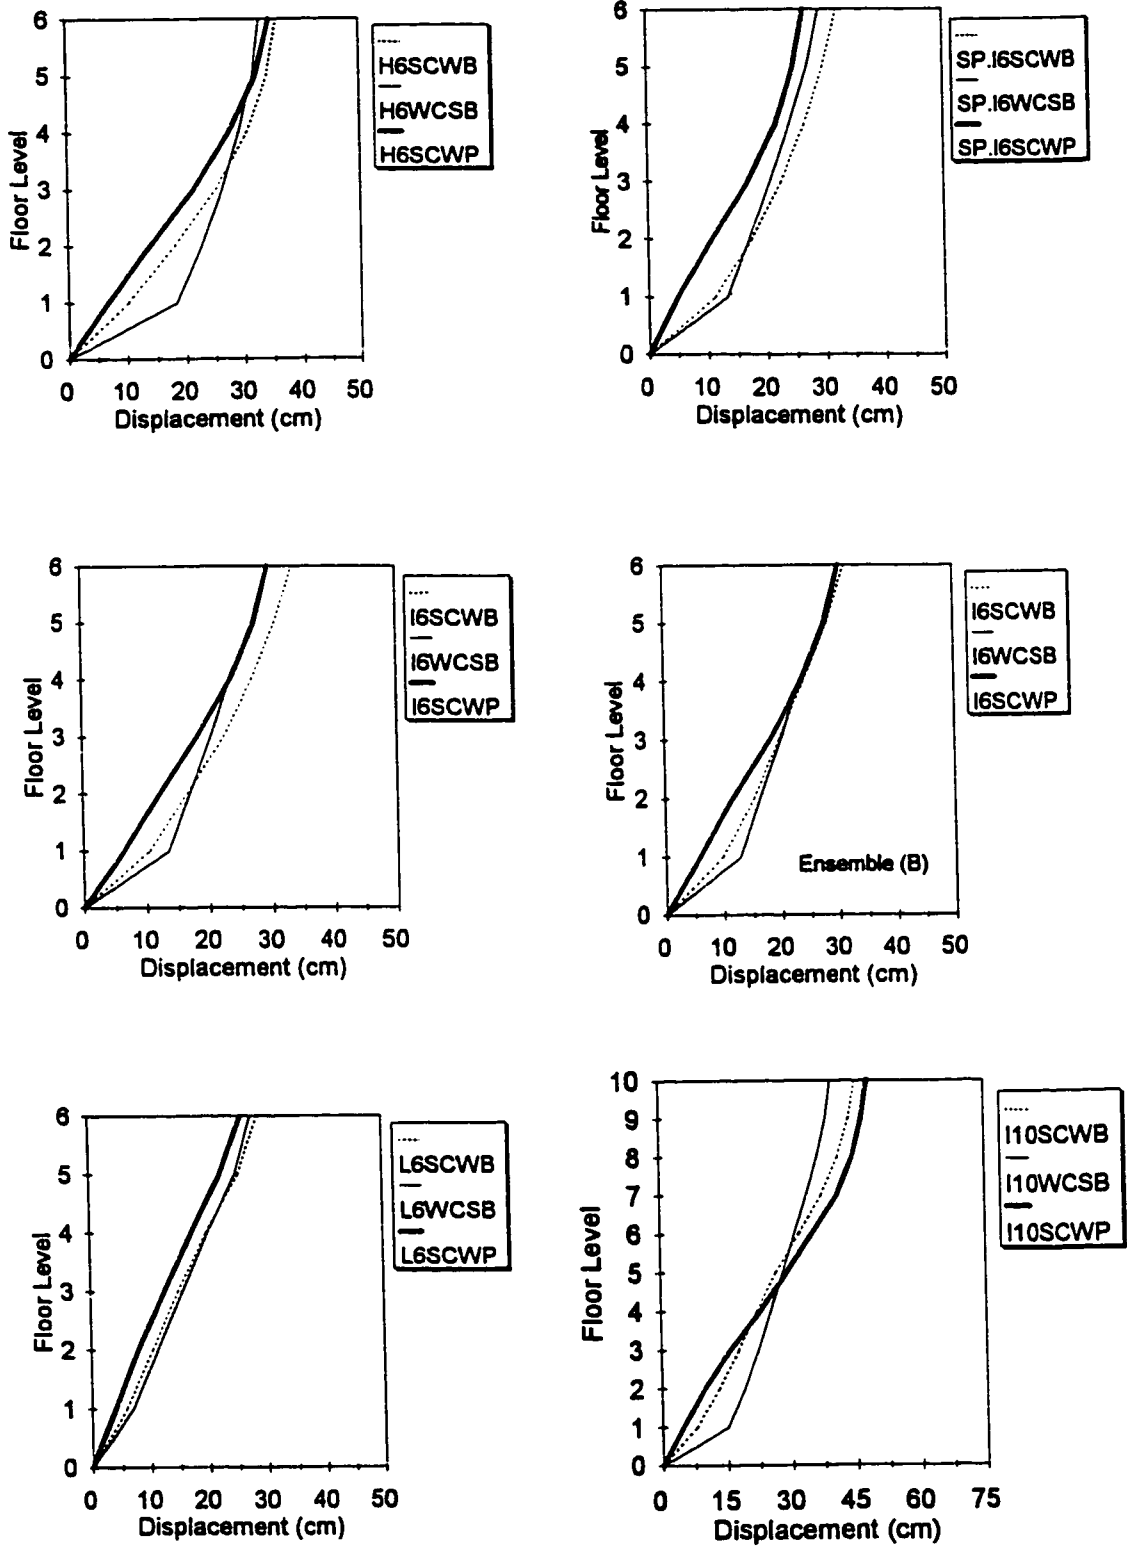 6
5
4
3
2
1
0
Floor Level
0 10 20 30 40 50
Displacement (cm)
H6SCWB
H6WCSB
H6SCWP
6
5
4
3
2
1
0
Floor Level
0 10 20 30 40 50
Displacement (cm)
SP.I6SCWB
SP.I6WCSB
SP.I6SCWP
6
5
4
3
2
1
0
Floor Level
0 10 20 30 40 50
Displacement (cm)
I6SCWB
I6WCSB
I6SCWP
6
5
4
3
2
1
0
Floor Level
Ensemble (B)
0 10 20 30 40 50
Displacement (cm)
I6SCWB
I6WCSB
I6SCWP
6
5
4
3
2
1
0
Floor Level
0 10 20 30 40 50
Displacement (cm)
L6SCWB
L6WCSB
L6SCWP
10
9
8
7
6
5
4
3
2
1
0
Floor Level
0 15 30 45 60 75
Displacement (cm)
I10SCWB
I10WCSB
I10SCWP